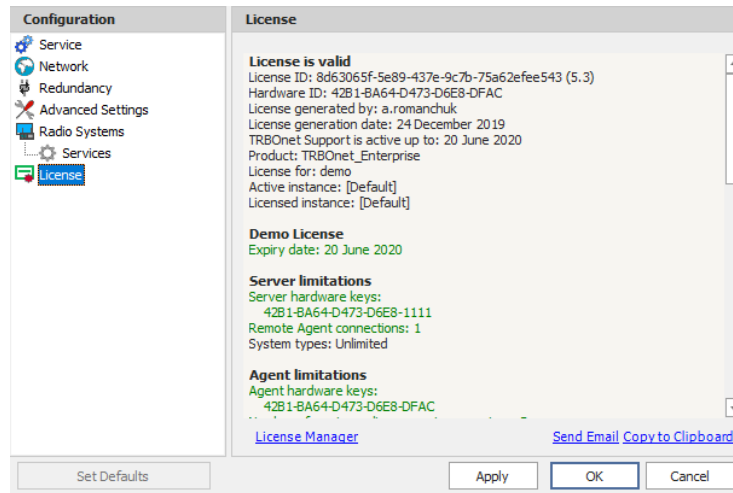 Configuration
Service
Network
Redundancy
Advanced Settings
Radio Systems
Services
License
License
License is valid
License ID: 8d63065f-5e89-437e-9c7b-75a62efee543 (5.3)
Hardware ID: 42B1-BA64-D473-D6E8-DFAC
License generated by: a.romanchuk
License generation date: 24 December 2019
TRBOnet Support is active up to: 20 June 2020
Product: TRBOnet_Enterprise
License for: demo
Active instance: [Default]
Licensed instance: [Default]
Demo License
Expiry date: 20 June 2020
Server limitations
Server hardware keys:
42B1-BA64-D473-D6E8-1111
Remote Agent connections: 1
System types: Unlimited
Agent limitations
Agent hardware keys:
42B1-BA64-D473-D6E8-DFAC
License Manager
Send Email Copy to Clipboard
Set Defaults
Apply
OK
Cancel